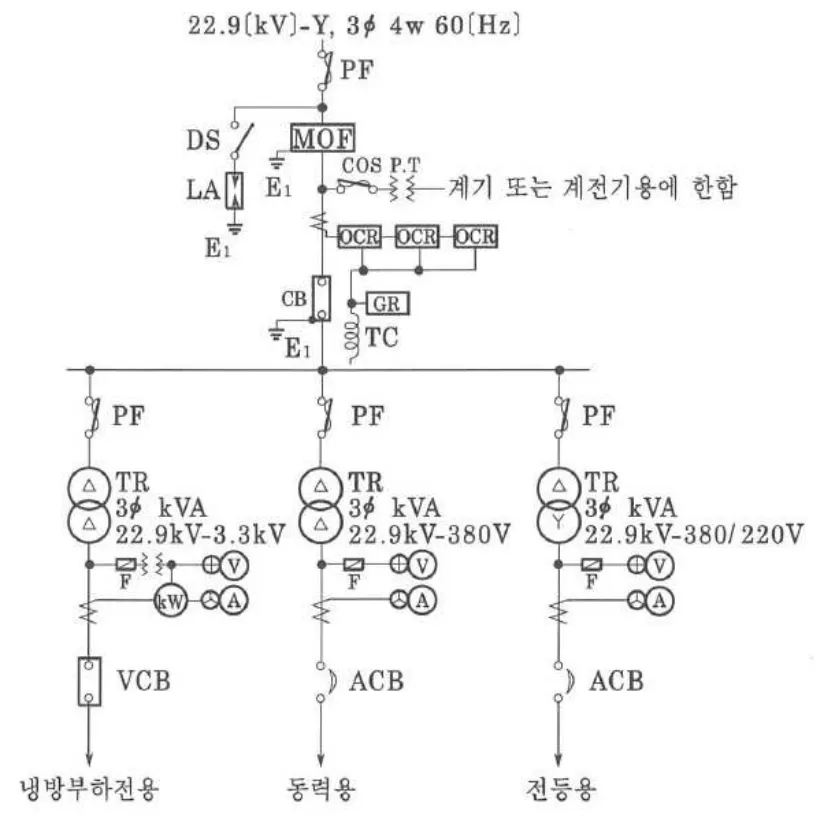 22.9[kV]-Y, 3ϕ 4w 60[Hz]
PF
DS
MOF
COS P.T
LA
E₁
계기 또는 계전기용에 한함
E₁
OCR OCR OCR
CB
GR
TC
E₁
PF PF PF
△ TR
3ϕ kVA
△ 22.9kV-3.3kV
△ TR
3ϕ kVA
△ 22.9kV-380V
△ TR
3ϕ kVA
Y 22.9kV-380/220V
F V
kW A
F V
A
F V
A
VCB ACB ACB
냉방부하전용 동력용 전등용